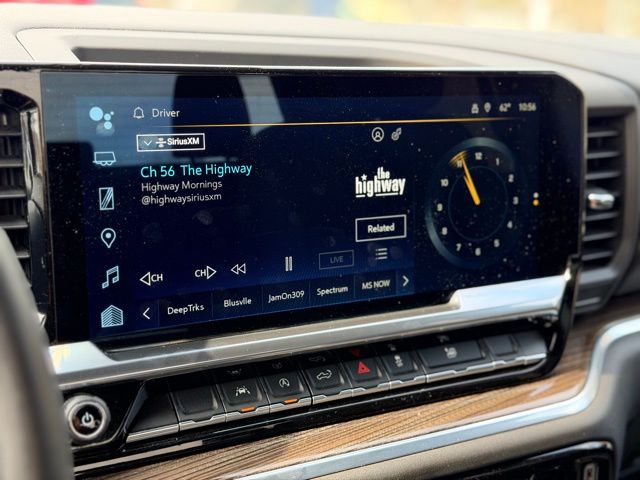 Driver
62° 10:56
SiriusXM
Ch 56 The Highway
Highway Mornings
@highwaysiriusxm
the
highway
12
1
2
3
4
5
6
7
8
9
10
11
Related
CH
CH
LIVE
DeepTrks Blusvlle JamOn309 Spectrum MS NOW